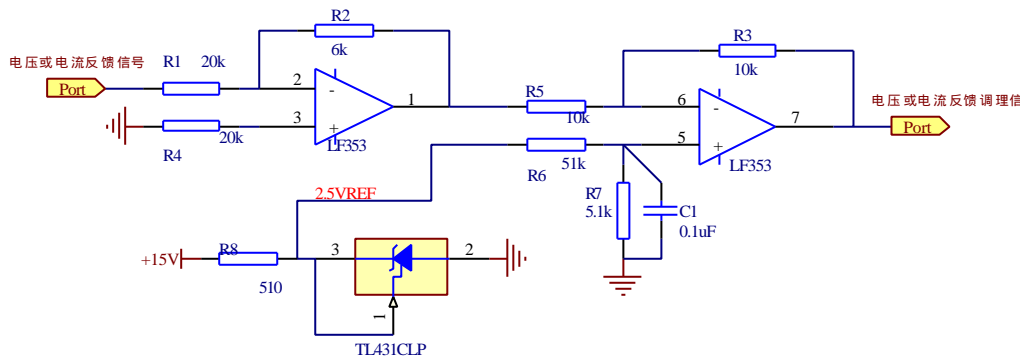 R2
6k
电压或电流反馈信号
R1 20k
Port
2
-
3
+
1
LF353
R4
20k
R3
10k
R5
10k
6
-
5
+
7
LF353
电压或电流反馈调理信
Port
R6
51k
R7
5.1k
C1
0.1uF
2.5VREF
+15V
R8
510
3
2
1
TL431CLP